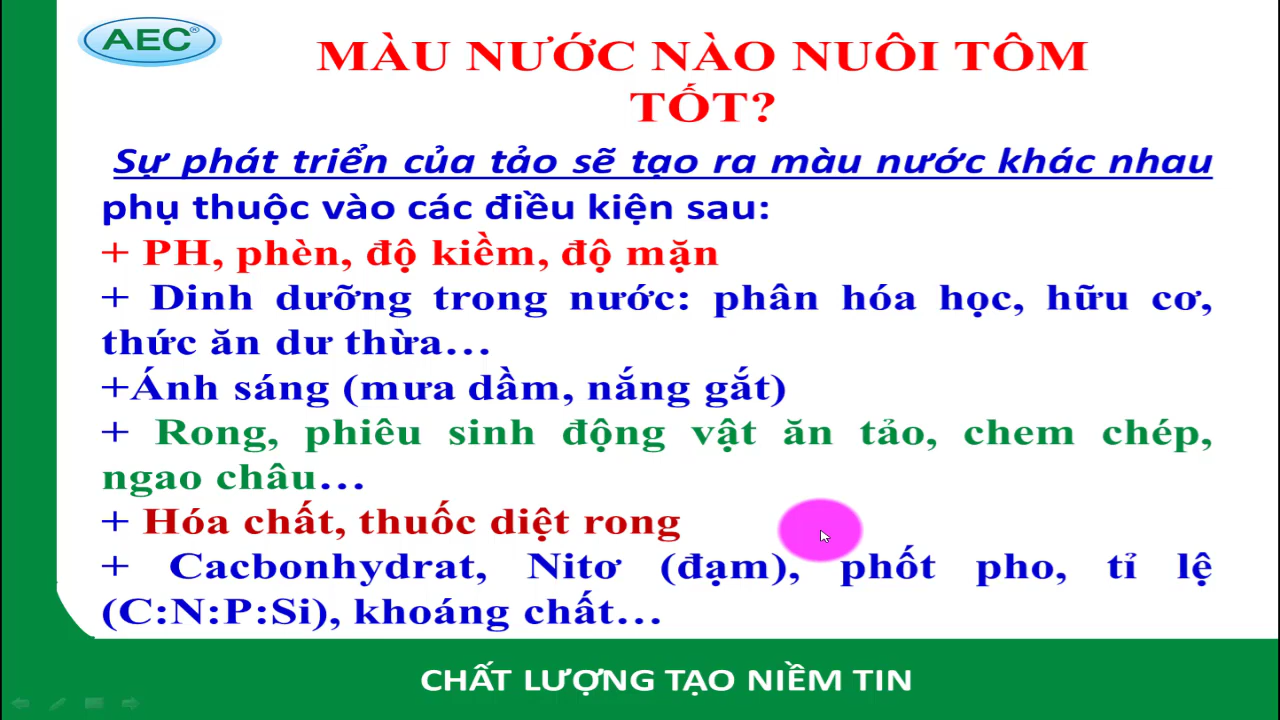 AEC®
MÀU NƯỚC NÀO NUÔI TÔM
TỐT?
Sự phát triển của tảo sẽ tạo ra màu nước khác nhau
phụ thuộc vào các điều kiện sau:
+ PH, phèn, độ kiềm, độ mặn
+ Dinh dưỡng trong nước: phân hóa học, hữu cơ,
thức ăn dư thừa…
+Ánh sáng (mưa dầm, nắng gắt)
+ Rong, phiêu sinh động vật ăn tảo, chem chép,
ngao châu…
+ Hóa chất, thuốc diệt rong
+ Cacbonhydrat, Nitơ (đạm), phốt pho, tỉ lệ
(C:N:P:Si), khoáng chất…
CHẤT LƯỢNG TẠO NIỀM TIN